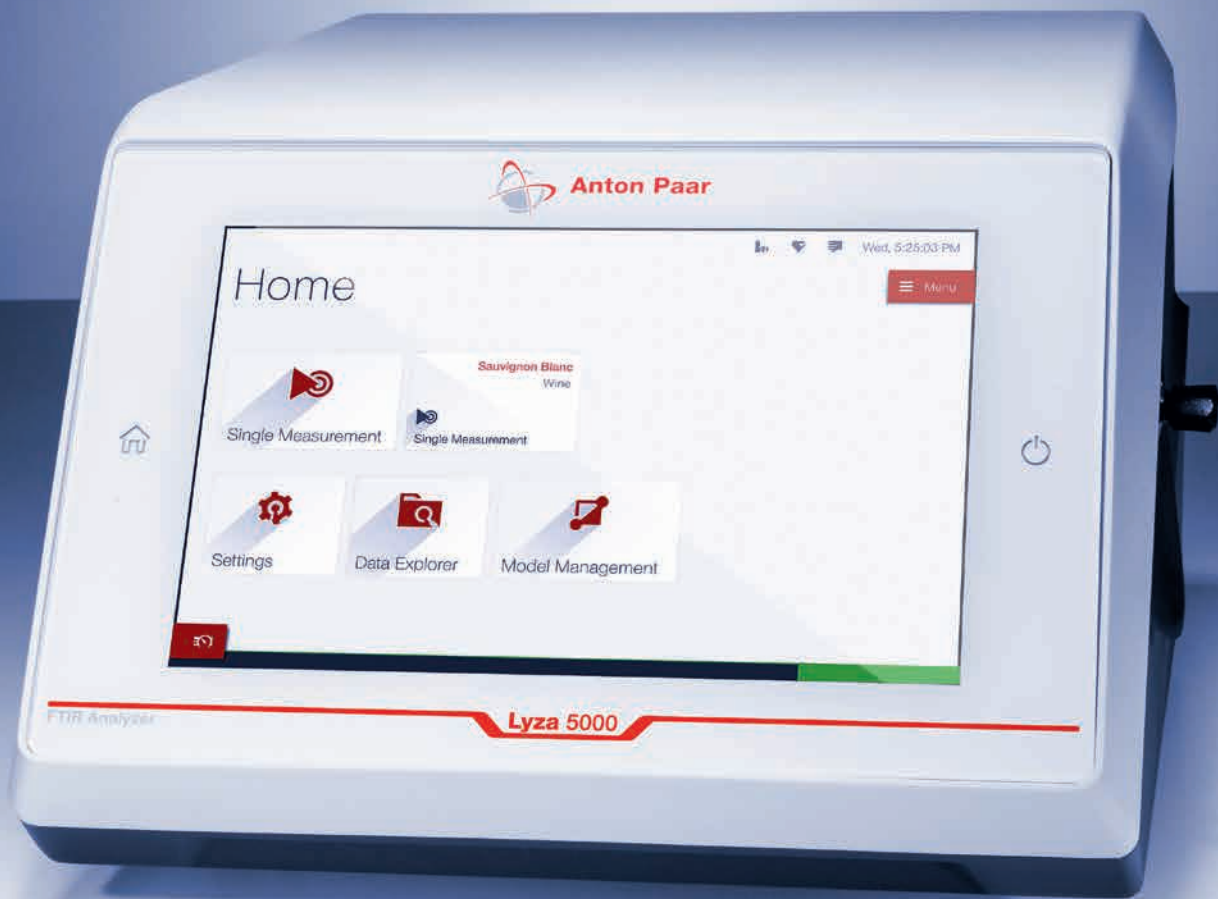 Anton Paar
Wed, 5:25:03 PM
Home
Menu
Sauvignon Blanc
Wine
Single Measurement
Single Measurement
Settings
Data Explorer
Model Management
FTIR Analyzer
Lyza 5000